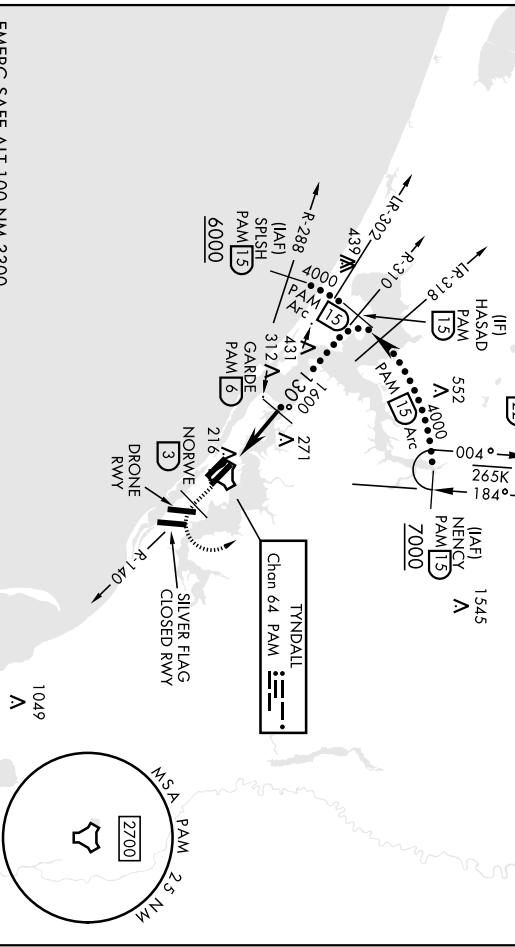 EMERG SAFE ALT 100 NM 3300
R-288
(IAF)
SPLSH
PAM 15
6000
4000
PAM
Arc
15
439
LR-302
R-310
LR-318
(IF)
HASAD
PAM
15
552
PAM 15 Arc
4000
004°
265K
184°
(IAF)
NENCY
PAM 15
7000
1545
431
312
GARDE
PAM 6
130°
1600
271
216
NORWE
3
DRONE
RWY
R-140
SILVER FLAG
CLOSED RWY
TYNDALL
Chan 64 PAM
1049
MSA PAM 25 NM
2700